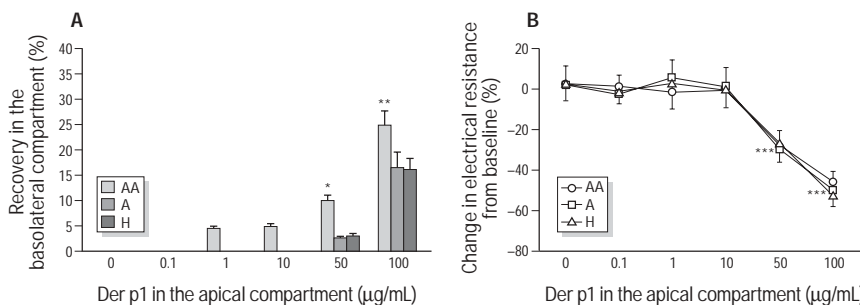 A
Recovery in the
basolateral compartment (%)
40
35
30
25
20
15
10
5
0
**
*
AA
A
H
0 0.1 1 10 50 100
Der p1 in the apical compartment (μg/mL)
B
Change in electrical resistance
from baseline (%)
20
0
−20
−40
−60
−80
***
***
AA
A
H
0 0.1 1 10 50 100
Der p1 in the apical compartment (μg/mL)